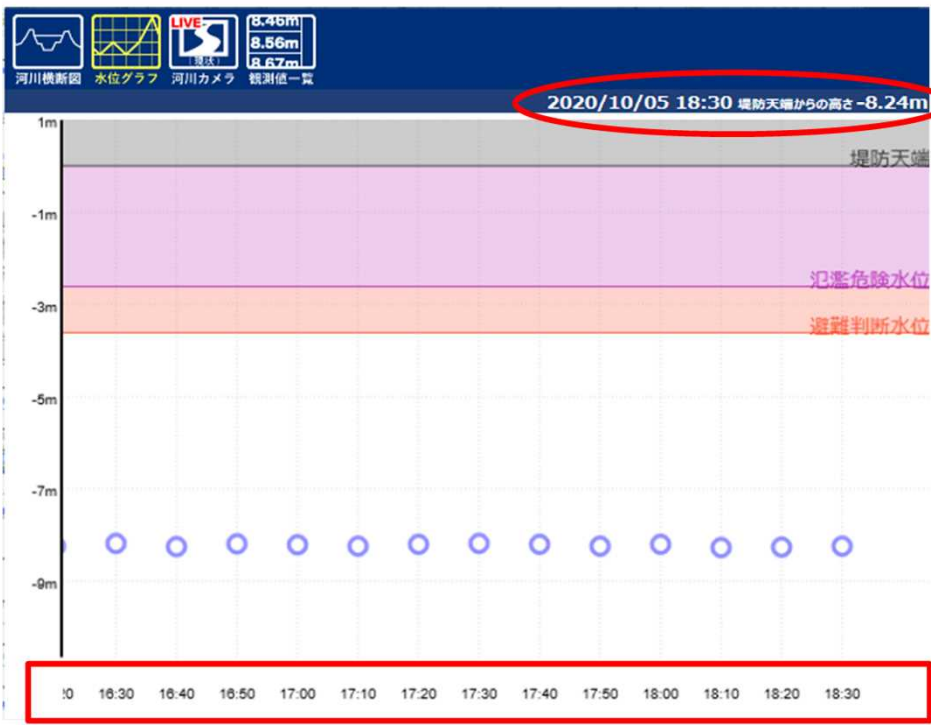 LIVE
(現状)
8.46m
8.56m
8.67m
河川横断図 水位グラフ 河川カメラ 観測値一覧
2020/10/05 18:30 堤防天端からの高さ -8.24m
1m
堤防天端
-1m
氾濫危険水位
-3m
避難判断水位
-5m
-7m
-9m
20 16:30 16:40 16:50 17:00 17:10 17:20 17:30 17:40 17:50 18:00 18:10 18:20 18:30